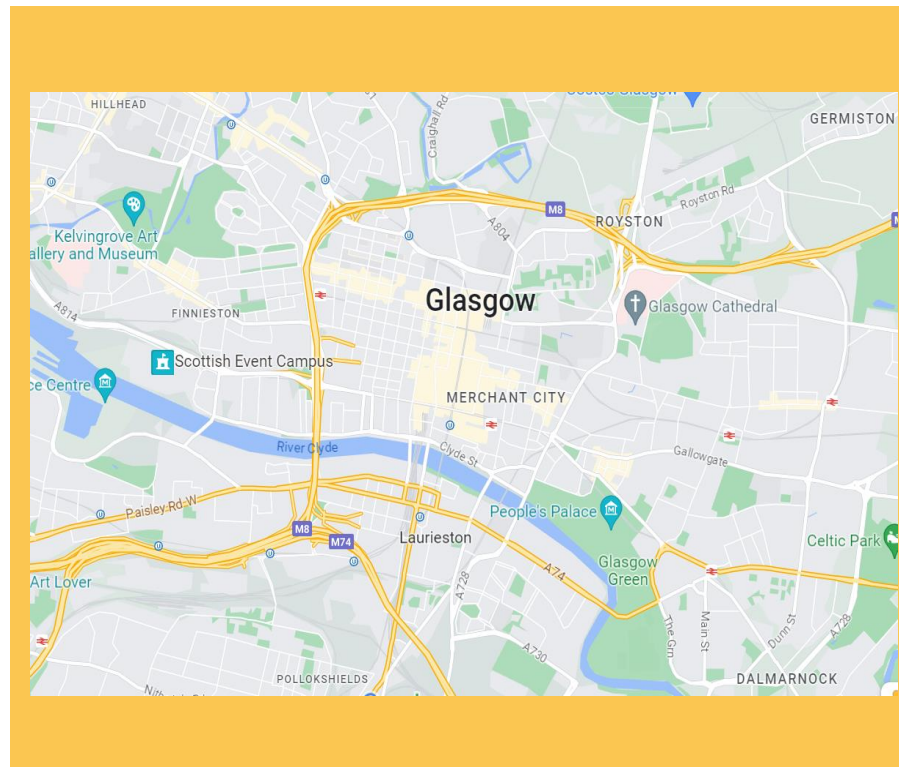 HILLHEAD
Craighall Rd
GERMISTON
Royston Rd
M8
ROYSTON
A804
Kelvingrove Art
allery and Museum
Glasgow
Glasgow Cathedral
A814
FINNIESTON
Scottish Event Campus
ce Centre
MERCHANT CITY
River Clyde
Clyde St
Gallowgate
Paisley Rd W
People's Palace
M8
M74
Laurieston
Celtic Park
Glasgow
Green
A74
Art Lover
A728
The Grn
Main St
Dunn St
A728
A730
POLLOKSHIELDS
DALMARNOCK